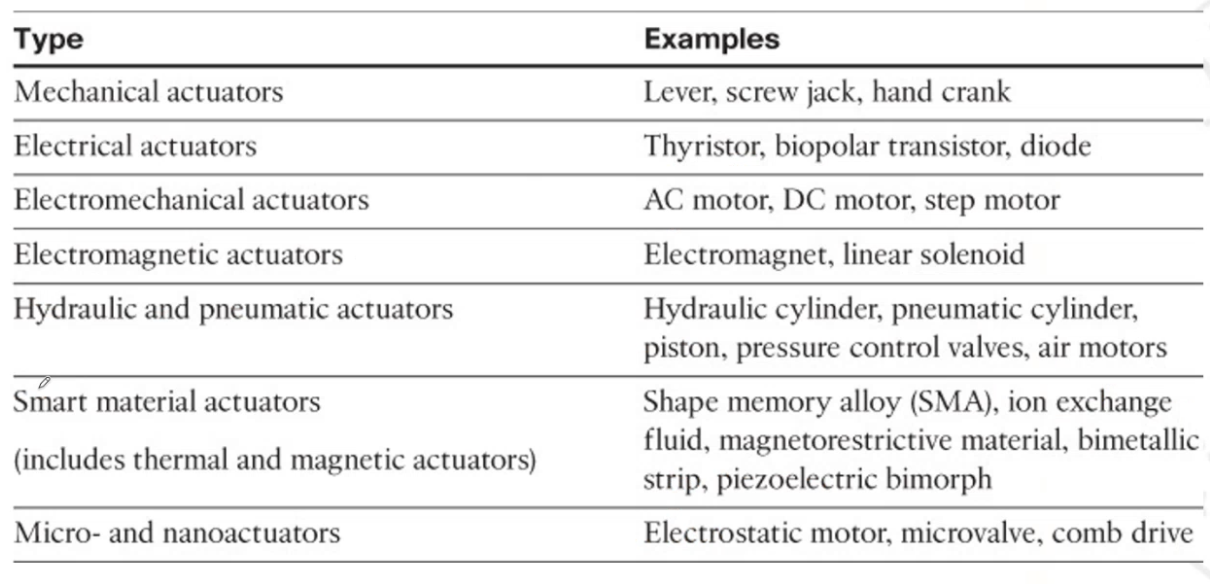 Type Examples
Mechanical actuators Lever, screw jack, hand crank
Electrical actuators Thyristor, biopolar transistor, diode
Electromechanical actuators AC motor, DC motor, step motor
Electromagnetic actuators Electromagnet, linear solenoid
Hydraulic and pneumatic actuators Hydraulic cylinder, pneumatic cylinder,
piston, pressure control valves, air motors
Smart material actuators Shape memory alloy (SMA), ion exchange
fluid, magnetorestrictive material, bimetallic
(includes thermal and magnetic actuators)
strip, piezoelectric bimorph
Micro- and nanoactuators Electrostatic motor, microvalve, comb drive